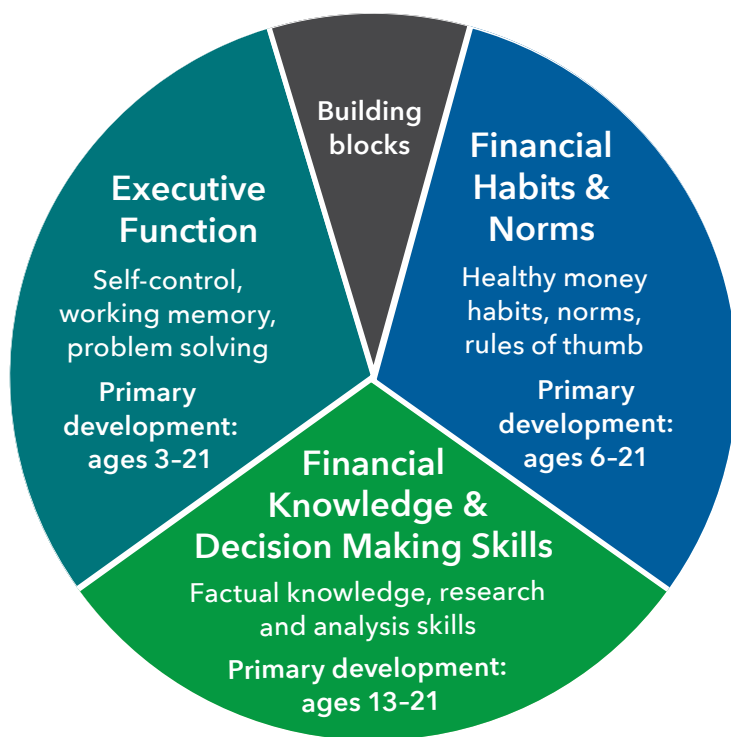 Building
blocks
Executive
Function
Self-control,
working memory,
problem solving
Primary
development:
ages 3–21
Financial
Habits &
Norms
Healthy money
habits, norms,
rules of thumb
Primary
development:
ages 6–21
Financial
Knowledge &
Decision Making Skills
Factual knowledge, research
and analysis skills
Primary development:
ages 13–21